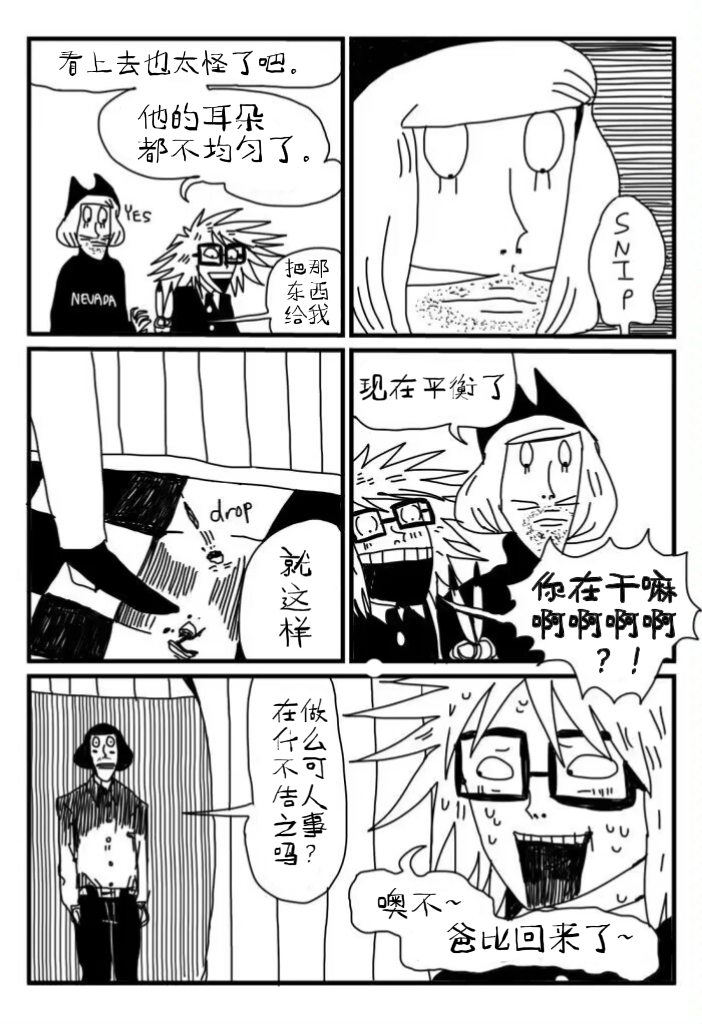 看上去也太怪了吧。
他的耳朵
都不均匀了。
YES
NEVADA
把那
东西
给我
SNIP
drop
就
这
样
现在平衡了
你在干嘛
啊啊啊啊
？！
做么可人事？
在什不告之吗
噢不~
爸比回来了~